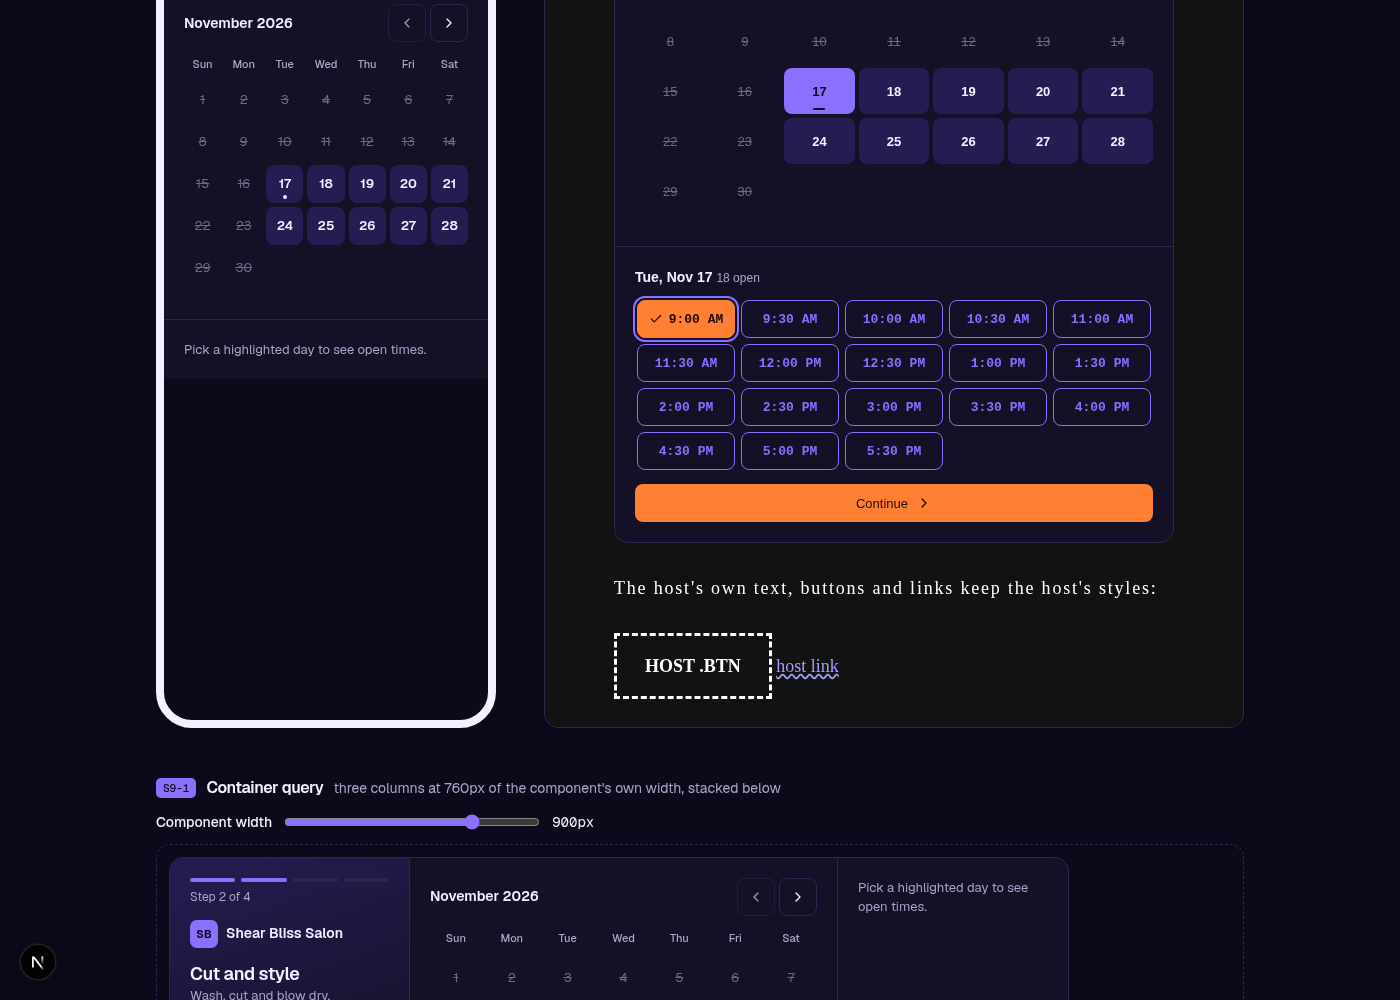 November 2026
Sun Mon Tue Wed Thu Fri Sat
1 2 3 4 5 6 7
8 9 10 11 12 13 14
15 16 17 18 19 20 21
22 23 24 25 26 27 28
29 30
Pick a highlighted day to see open times.
8 9 10 11 12 13 14
15 16 17 18 19 20 21
22 23 24 25 26 27 28
29 30
Tue, Nov 17 18 open
9:00 AM 9:30 AM 10:00 AM 10:30 AM 11:00 AM
11:30 AM 12:00 PM 12:30 PM 1:00 PM 1:30 PM
2:00 PM 2:30 PM 3:00 PM 3:30 PM 4:00 PM
4:30 PM 5:00 PM 5:30 PM
Continue
The host's own text, buttons and links keep the host's styles:
HOST .BTN host link
S9-1 Container query three columns at 760px of the component's own width, stacked below
Component width 900px
Step 2 of 4
SB Shear Bliss Salon
Cut and style
Wash, cut and blow dry.
November 2026
Sun Mon Tue Wed Thu Fri Sat
1 2 3 4 5 6 7
Pick a highlighted day to see
open times.
N